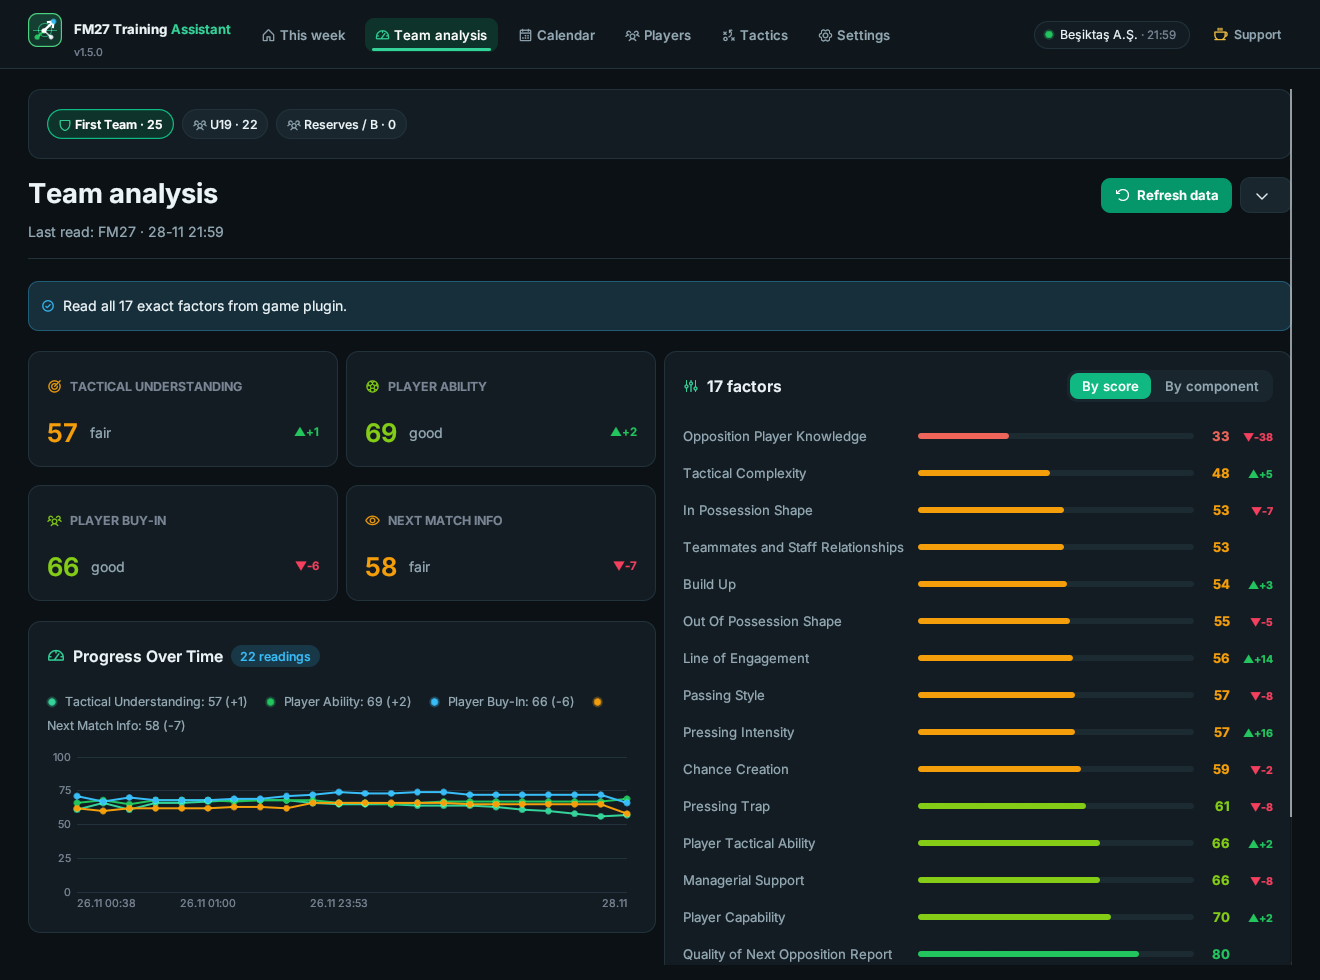 FM27 Training Assistant
v1.5.0
This week
Team analysis
Calendar
Players
Tactics
Settings
Beşiktaş A.Ş. · 21:59
Support
First Team · 25
U19 · 22
Reserves / B · 0
Team analysis
Refresh data
Last read: FM27 · 28-11 21:59
Read all 17 exact factors from game plugin.
TACTICAL UNDERSTANDING
57 fair ▲+1
PLAYER ABILITY
69 good ▲+2
PLAYER BUY-IN
66 good ▼-6
NEXT MATCH INFO
58 fair ▼-7
Progress Over Time 22 readings
Tactical Understanding: 57 (+1) Player Ability: 69 (+2) Player Buy-In: 66 (-6)
Next Match Info: 58 (-7)
100
75
50
25
0
26.11 00:38 26.11 01:00 26.11 23:53 28.11
17 factors
By score By component
Opposition Player Knowledge 33 ▼-38
Tactical Complexity 48 ▲+5
In Possession Shape 53 ▼-7
Teammates and Staff Relationships 53
Build Up 54 ▲+3
Out Of Possession Shape 55 ▼-5
Line of Engagement 56 ▲+14
Passing Style 57 ▼-8
Pressing Intensity 57 ▲+16
Chance Creation 59 ▼-2
Pressing Trap 61 ▼-8
Player Tactical Ability 66 ▲+2
Managerial Support 66 ▼-8
Player Capability 70 ▲+2
Quality of Next Opposition Report 80